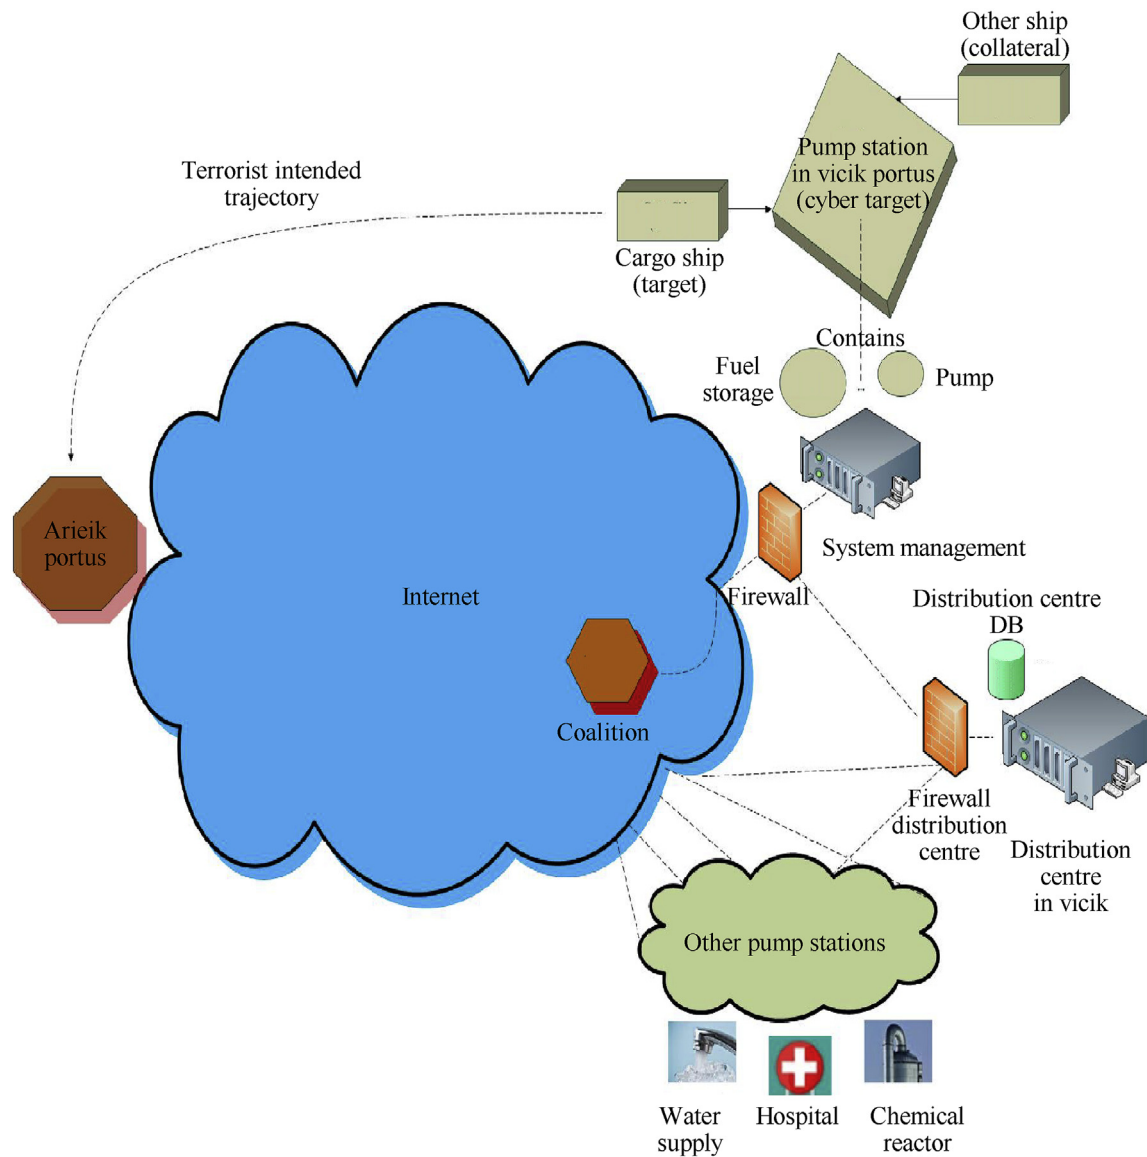 Other ship
(collateral)
Pump station
in vicik portus
(cyber target)
Terrorist intended
trajectory
Cargo ship
(target)
Contains
Fuel
storage
Pump
Arieik
portus
System management
Internet
Firewall
Distribution centre
DB
Coalition
Firewall
distribution
centre
Distribution
centre
in vicik
Other pump stations
Water
supply
Hospital
Chemical
reactor